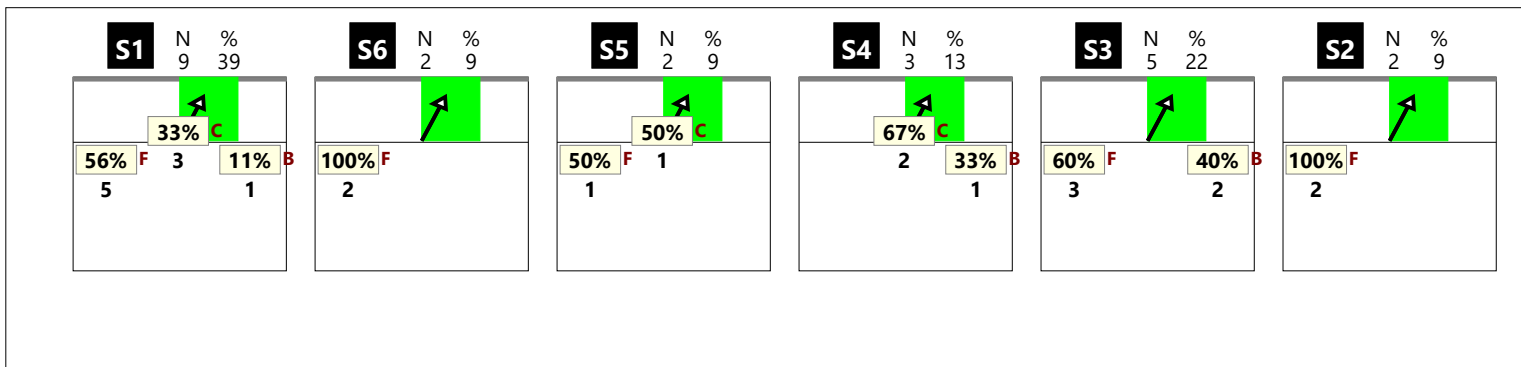 S1 N % 9 39
33% C
56% F 3 11% B
5 1
S6 N % 2 9
100% F
2
S5 N % 2 9
50% C
50% F 1
1
S4 N % 3 13
67% C
2 33% B
1
S3 N % 5 22
60% F 40% B
3 2
S2 N % 2 9
100% F
2